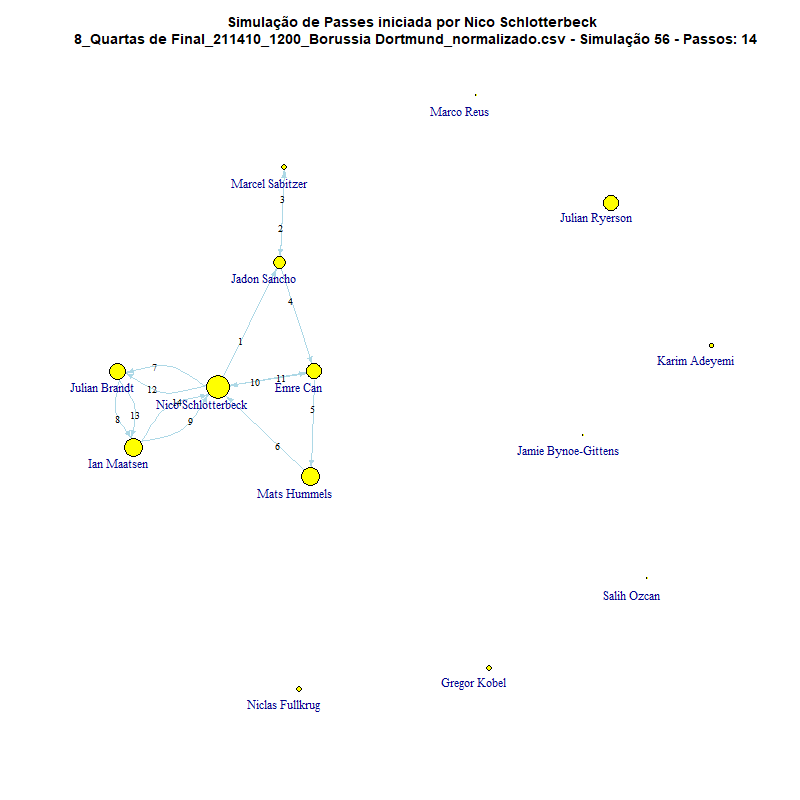 Simulação de Passes iniciada por Nico Schlotterbeck
8_Quartas de Final_211410_1200_Borussia Dortmund_normalizado.csv - Simulação 56 - Passos: 14
Marco Reus
Marcel Sabitzer
3
Julian Ryerson
2
Jadon Sancho
4
1
Karim Adeyemi
7
10
11
Julian Brandt
12
Emre Can
14
Nico Schlotterbeck
5
8
13
9
6
Jamie Bynoe-Gittens
Ian Maatsen
Mats Hummels
Salih Ozcan
Gregor Kobel
Niclas Fullkrug